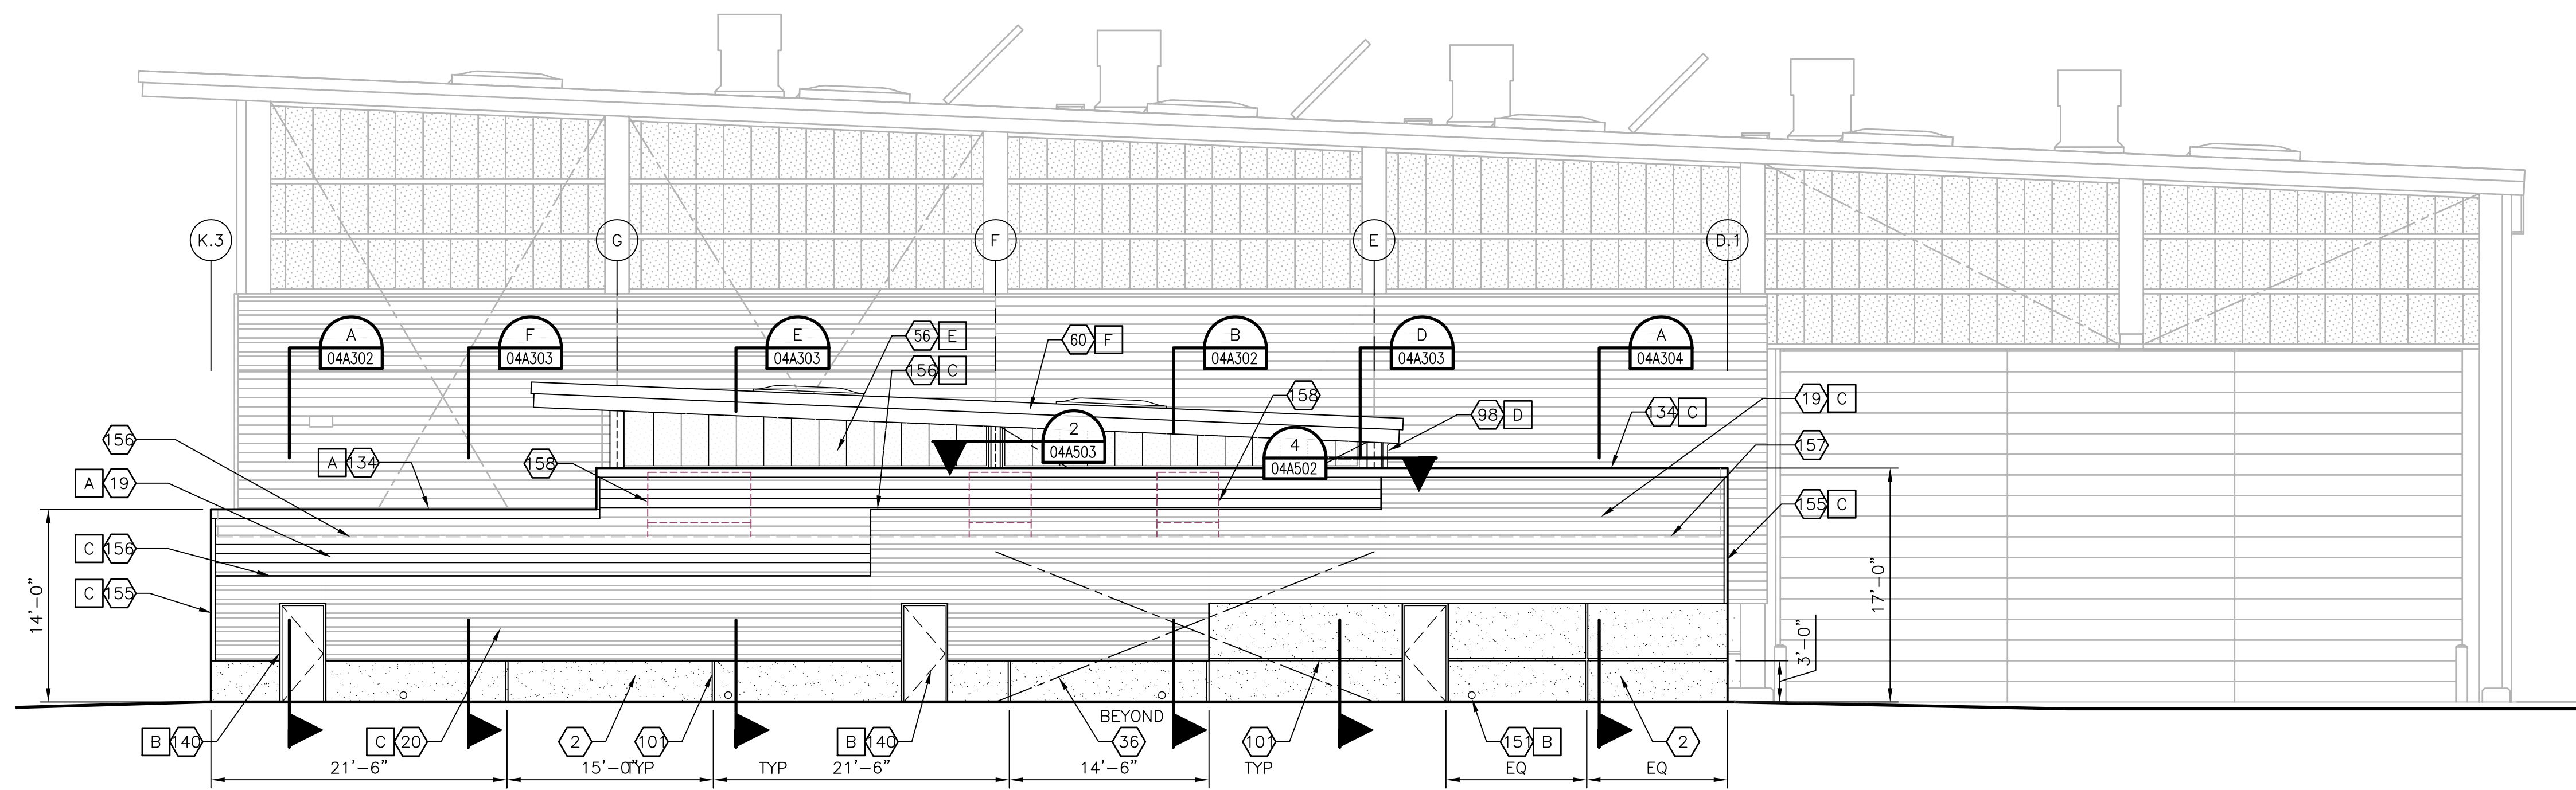 K.3
G
F
E
D.1
A
04A302
F
04A303
E
04A303
56 E
156 C
60 F
B
04A302
D
04A303
A
04A304
158
19 C
98 D
134 C
2
04A503
4
04A502
156
A 134
158
157
A 19
155 C
C 156
C 155
14'-0"
17'-0"
3'-0"
BEYOND
B 140
C 20
2
101
B 140
36
101
151 B
2
21'-6"
15'-0"
TYP
TYP
21'-6"
14'-6"
TYP
EQ
EQ